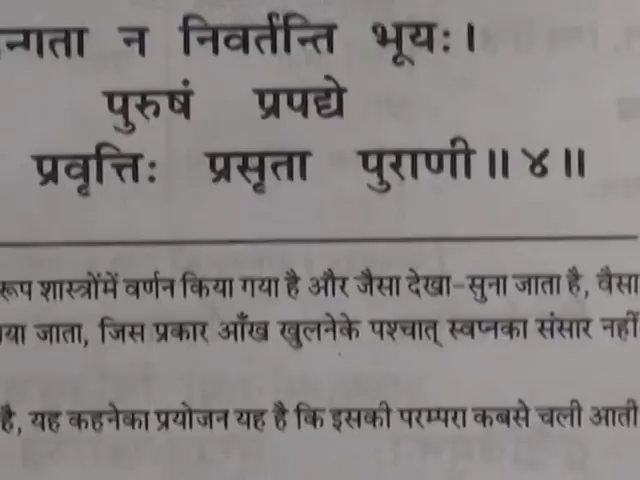 न्गता न निवर्तन्ति भूयः।
पुरुषं प्रपद्ये
प्रवृत्तिः प्रसृता पुराणी॥४॥
रूप शास्त्रोंमें वर्णन किया गया है और जैसा देखा-सुना जाता है, वैसा
या जाता, जिस प्रकार आँख खुलनेके पश्चात् स्वप्नका संसार नहीं
है, यह कहनेका प्रयोजन यह है कि इसकी परम्परा कबसे चली आती